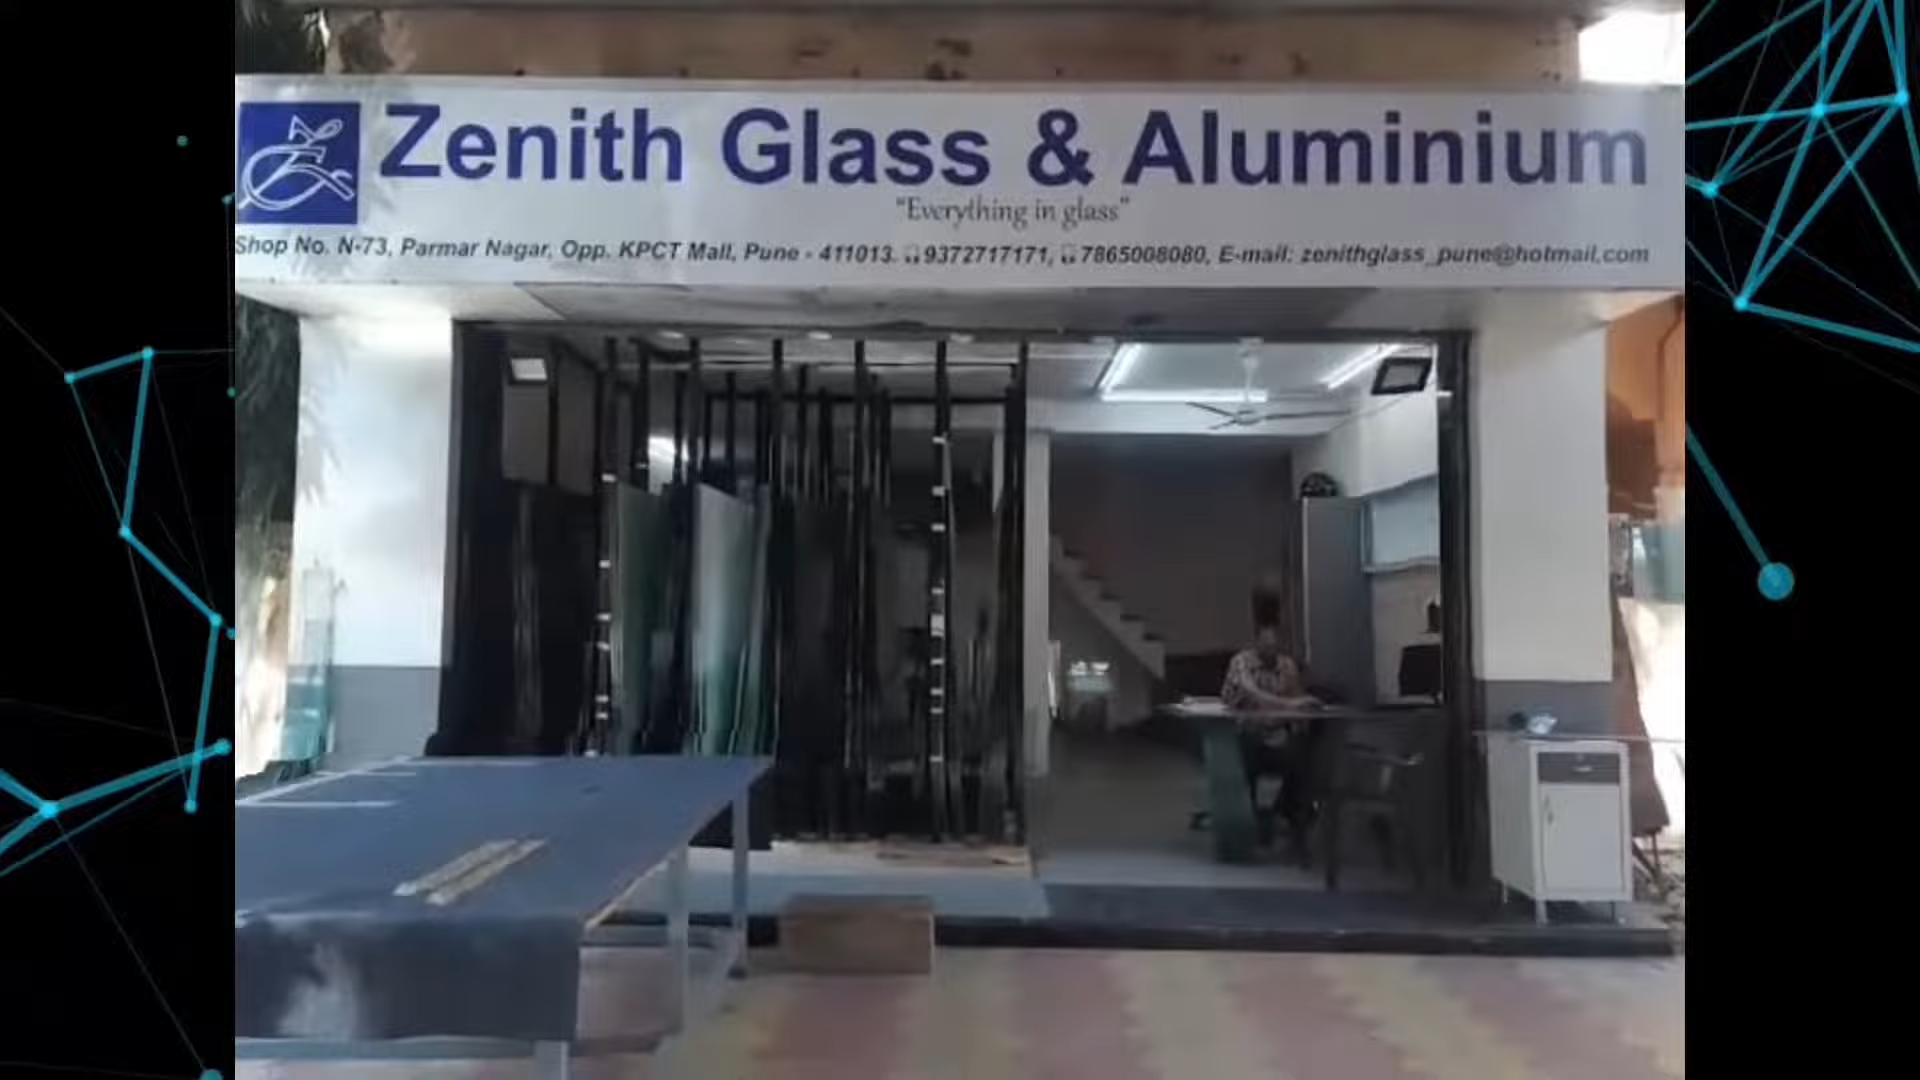 Zenith Glass & Aluminium
"Everything in glass"
Shop No. N-73, Parmar Nagar, Opp. KPCT Mall, Pune - 411013. 9372717171, 7865008080, E-mail: zenithglass_pune@hotmail.com